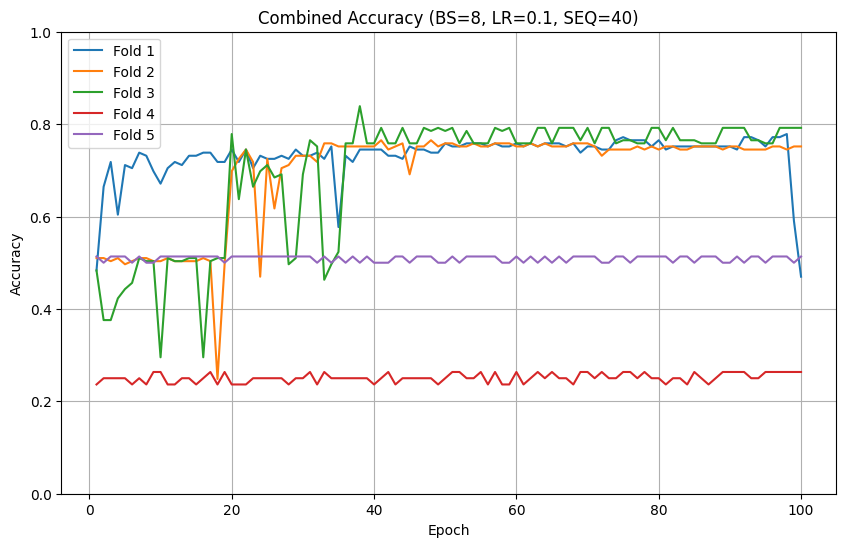 Combined Accuracy (BS=8, LR=0.1, SEQ=40)
Fold 1
Fold 2
Fold 3
Fold 4
Fold 5
Accuracy
1.0
0.8
0.6
0.4
0.2
0.0
0 20 40 60 80 100
Epoch